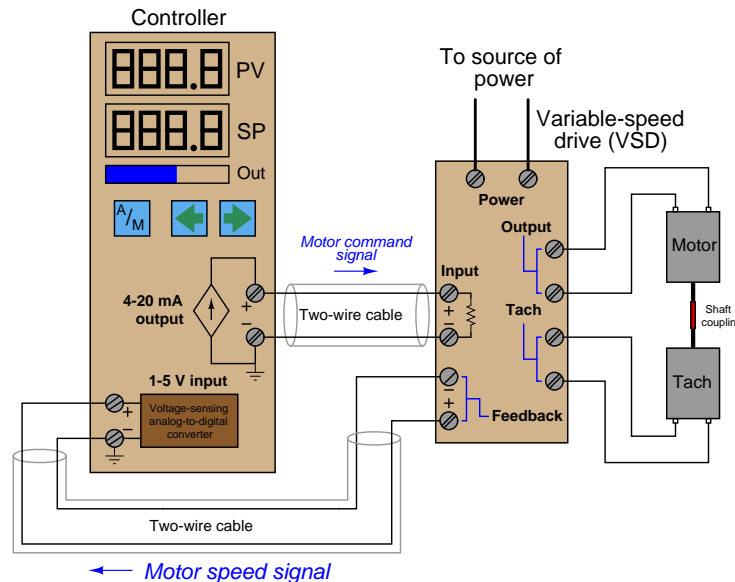 Controller
888.8 PV
888.8 SP
Out
A/M
4-20 mA
output
+
−
1-5 V input
+
−
Voltage-sensing
analog-to-digital
converter
Motor command
signal
Two-wire cable
Two-wire cable
Motor speed signal
To source of
power
Variable-speed
drive (VSD)
Power
Output
Input
+
−
Tach
−
+
Feedback
Motor
Shaft
couplin
Tach